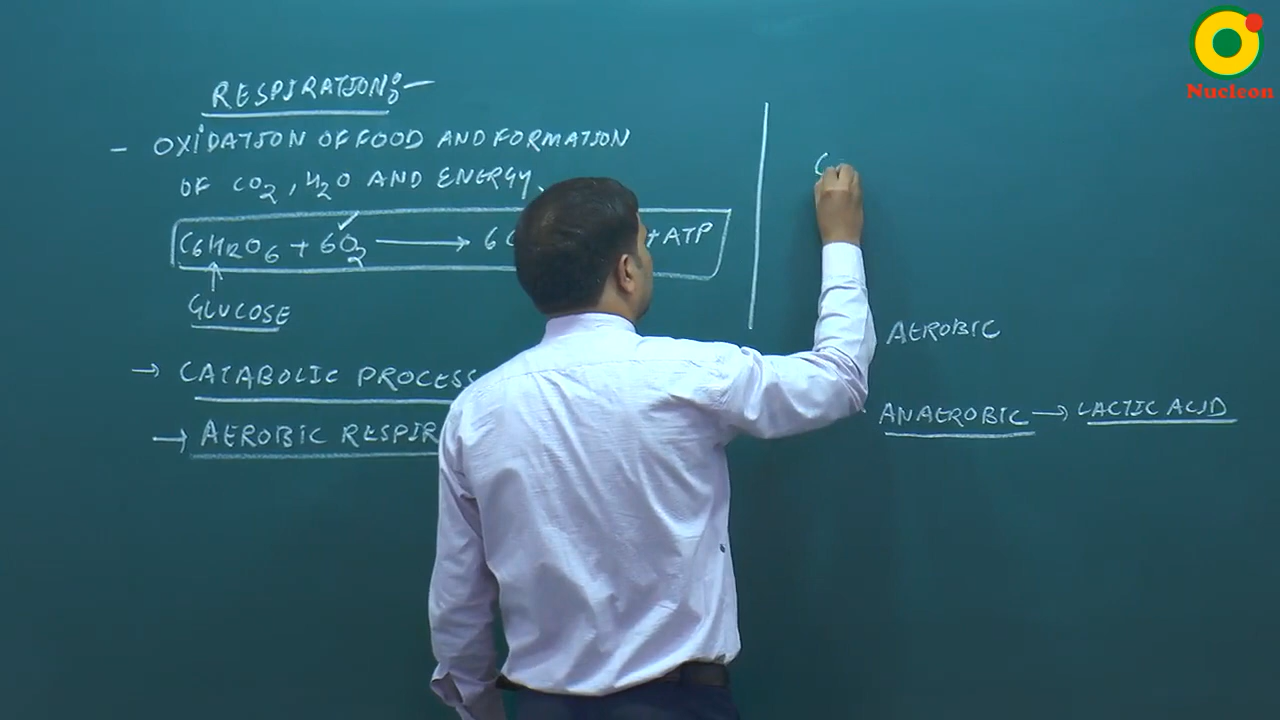 RESPIRATION:-
- OXIDATION OF FOOD AND FORMATION
OF CO2, H2O AND ENERGY.
C6H12O6 + 6O2 → 6C +ATP
↑
GLUCOSE
→ CATABOLIC PROCESS
→ AEROBIC RESPIR
C
AEROBIC
ANAEROBIC → LACTIC ACID
Nucleon